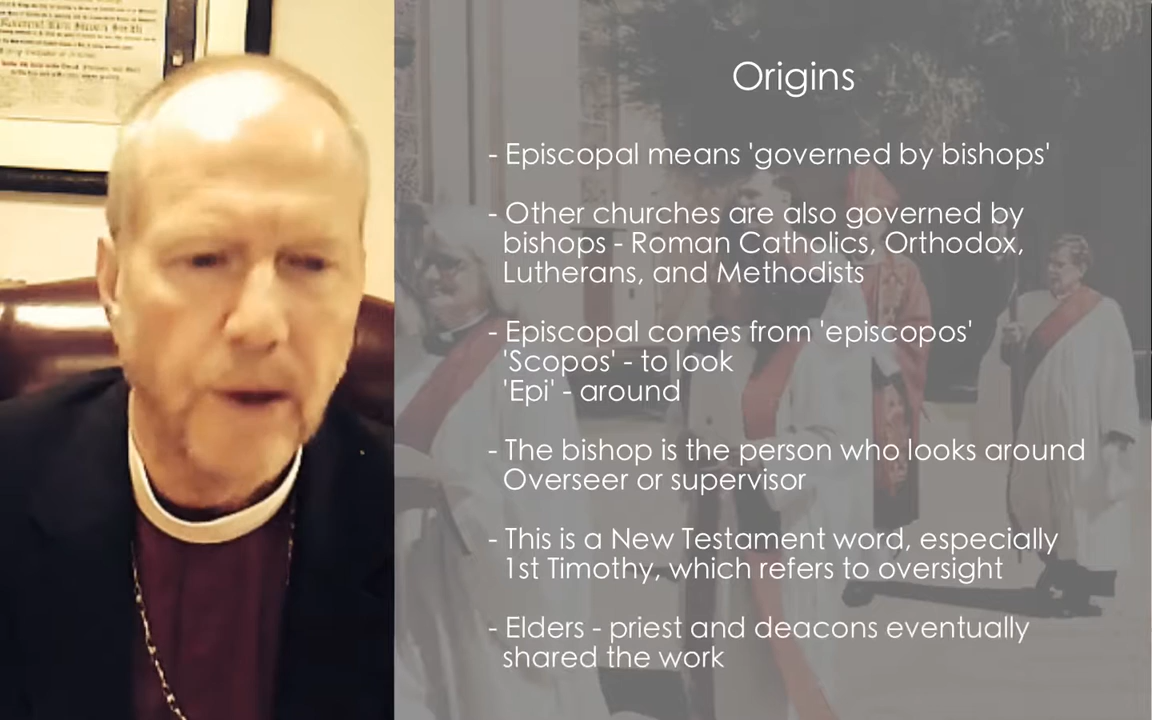 Origins
- Episcopal means 'governed by bishops'
- Other churches are also governed by
bishops - Roman Catholics, Orthodox,
Lutherans, and Methodists
- Episcopal comes from 'episcopos'
'Scopos' - to look
'Epi' - around
- The bishop is the person who looks around
Overseer or supervisor
- This is a New Testament word, especially
1st Timothy, which refers to oversight
- Elders - priest and deacons eventually
shared the work